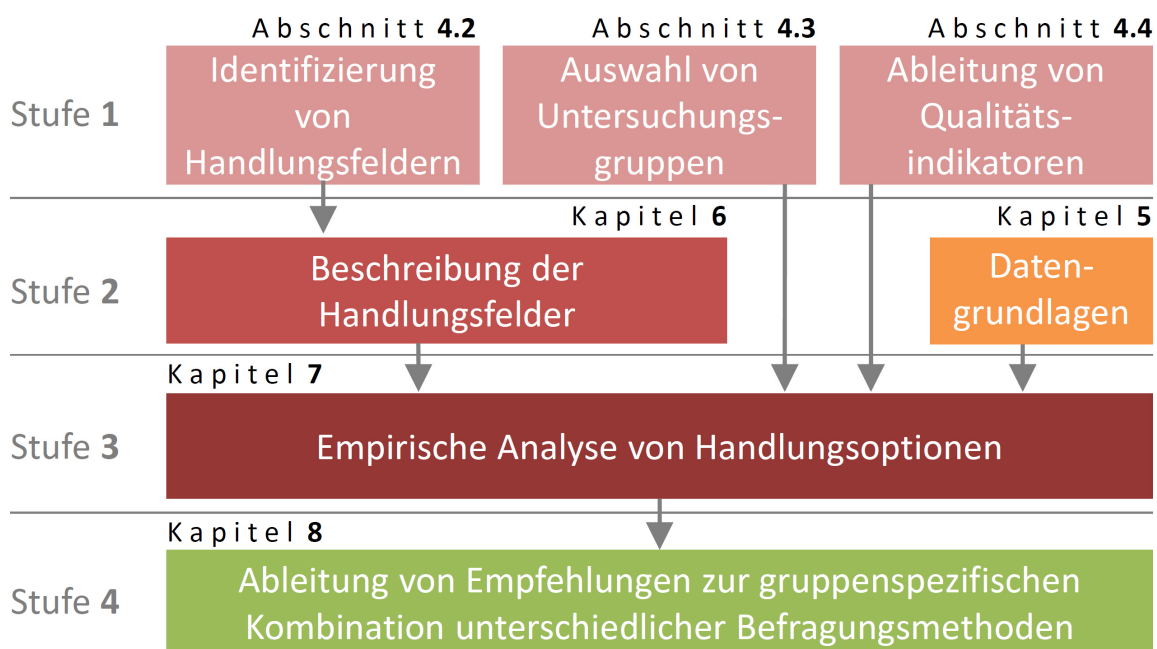 Abschnitt 4.2
Abschnitt 4.3
Abschnitt 4.4
Stufe 1
Identifizierung
von
Handlungsfeldern
Auswahl von
Untersuchungs-
gruppen
Ableitung von
Qualitäts-
indikatoren
Kapitel 6
Kapitel 5
Stufe 2
Beschreibung der
Handlungsfelder
Daten-
grundlagen
Kapitel 7
Stufe 3
Empirische Analyse von Handlungsoptionen
Kapitel 8
Stufe 4
Ableitung von Empfehlungen zur gruppenspezifischen
Kombination unterschiedlicher Befragungsmethoden